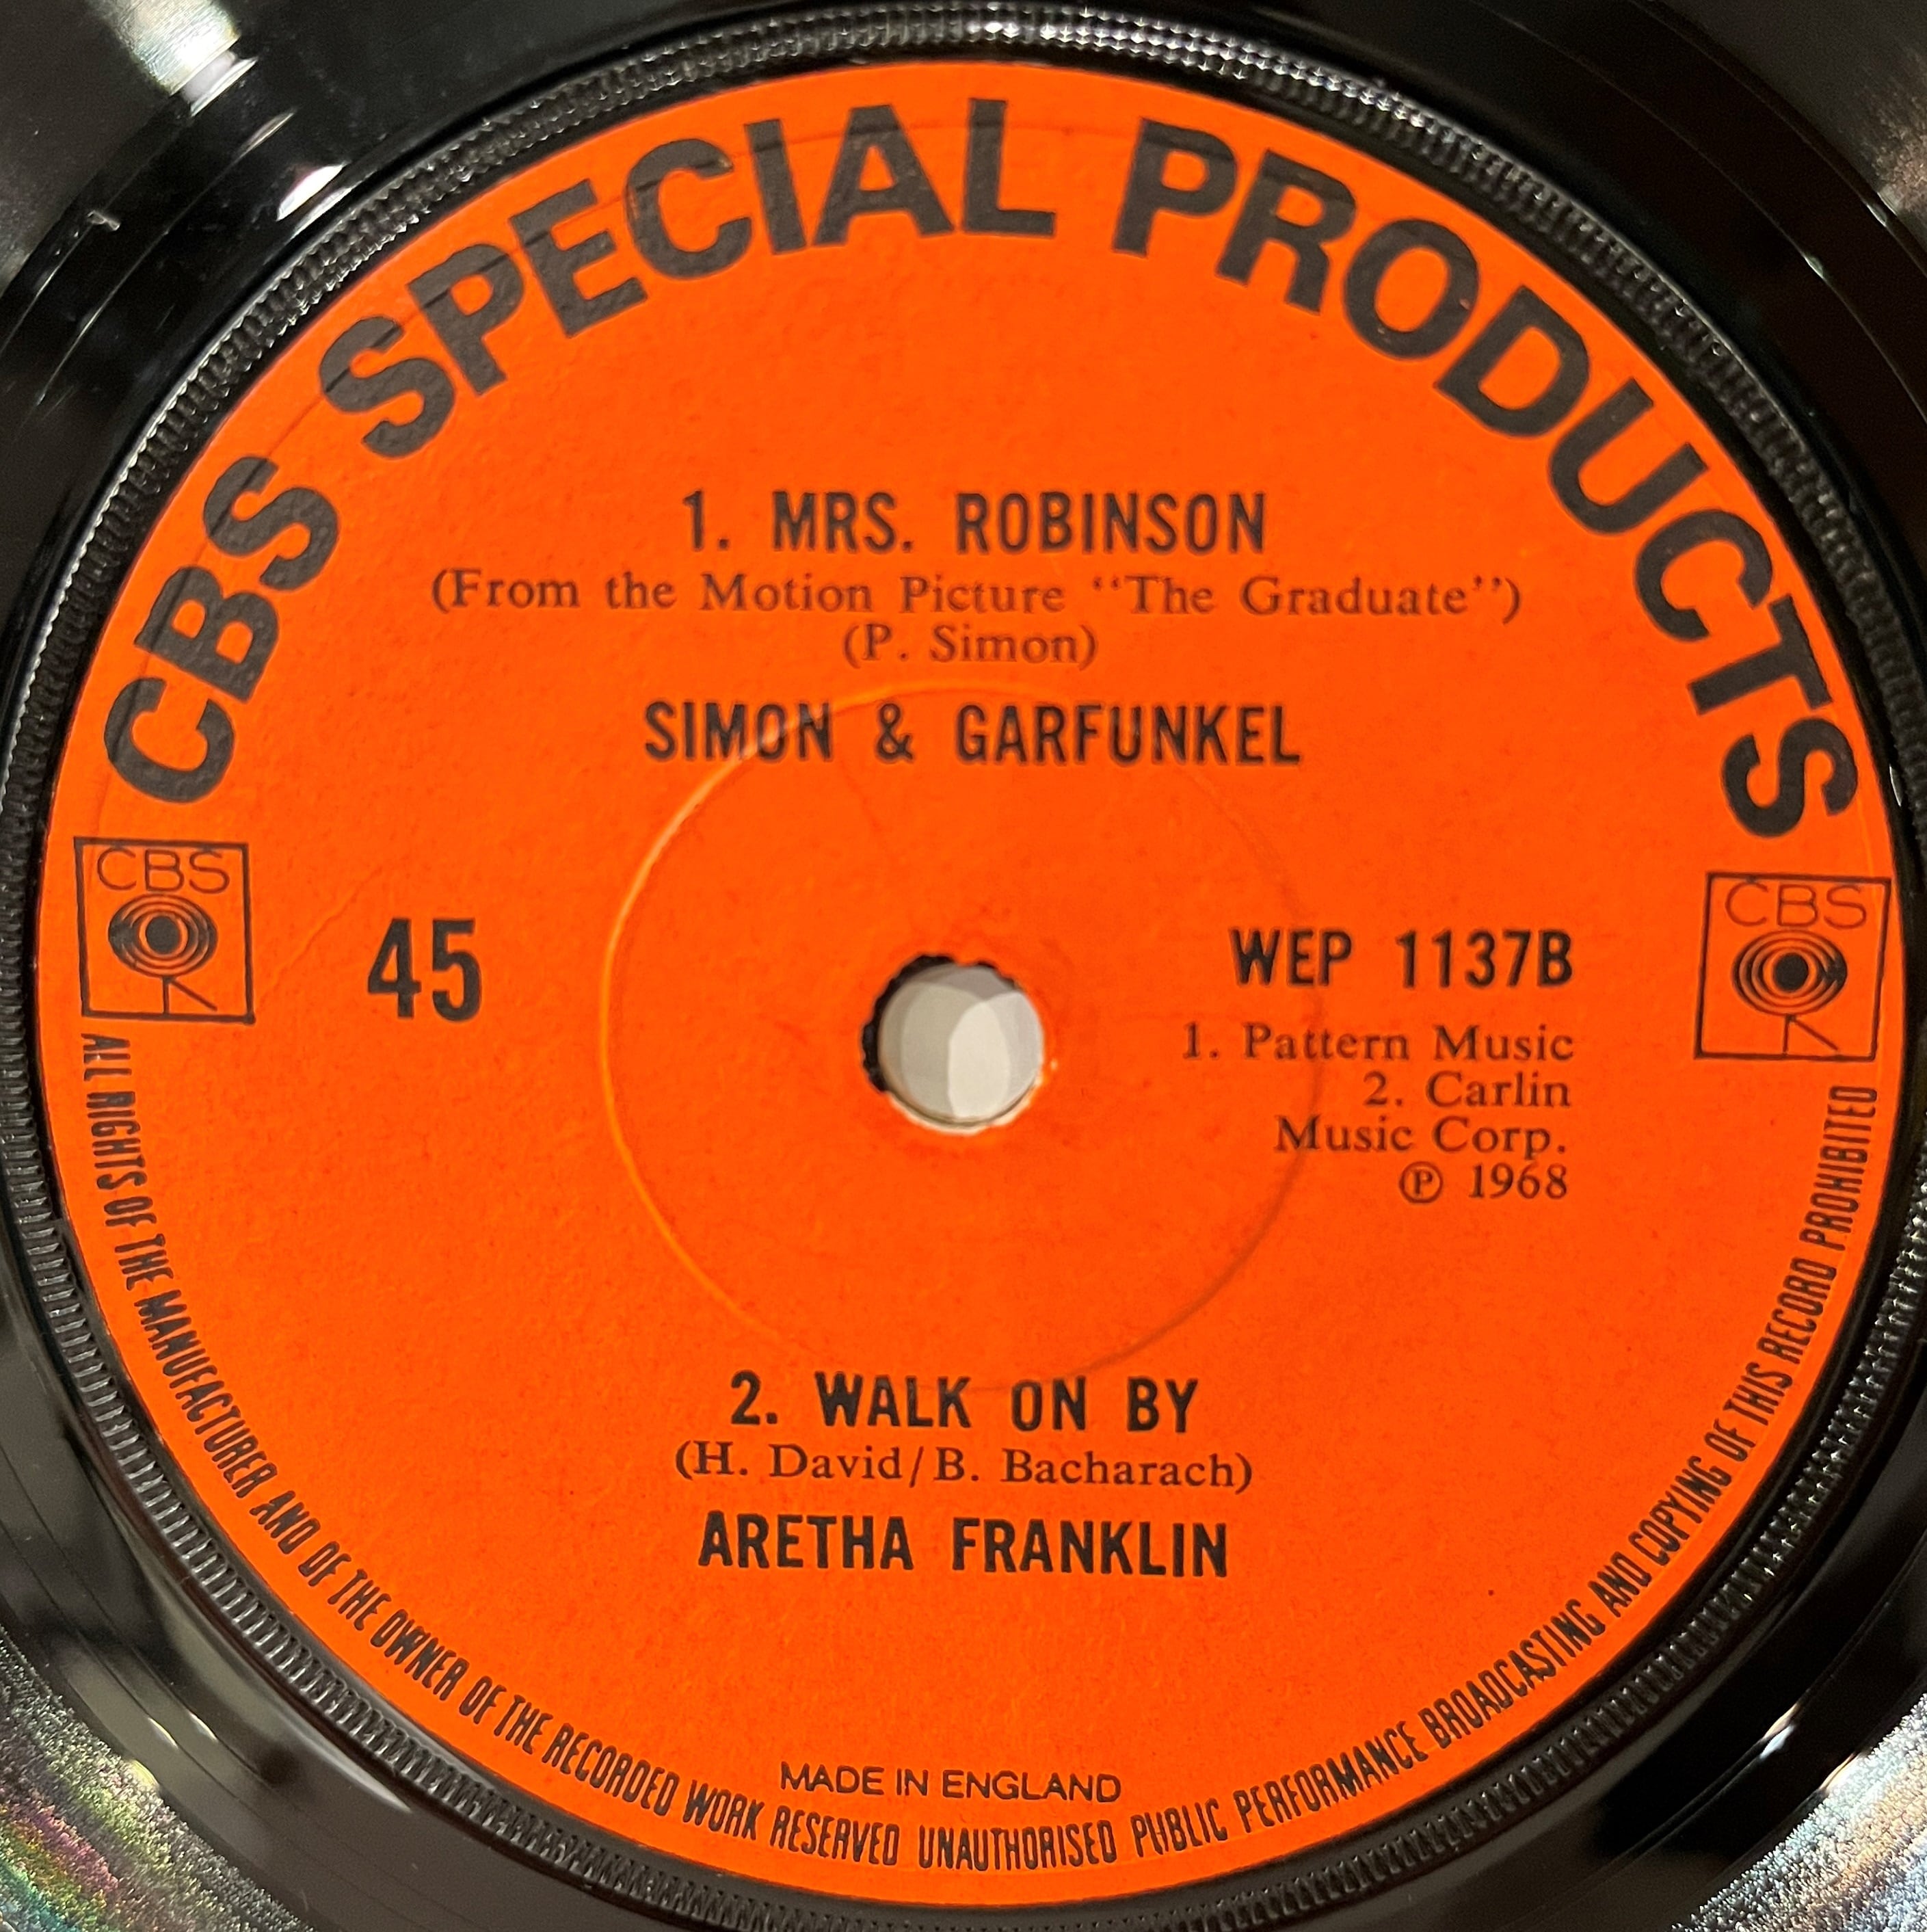 CBS SPECIAL PRODUCTS
1. MRS. ROBINSON
(From the Motion Picture “The Graduate”)
(P. Simon)
SIMON & GARFUNKEL
CBS
CBS
45
WEP 1137B
1. Pattern Music
2. Carlin
Music Corp.
℗ 1968
2. WALK ON BY
(H. David/B. Bacharach)
ARETHA FRANKLIN
MADE IN ENGLAND
ALL RIGHTS OF THE MANUFACTURER AND OF THE OWNER OF THE RECORDED WORK RESERVED UNAUTHORISED PUBLIC PERFORMANCE BROADCASTING AND COPYING OF THIS RECORD PROHIBITED